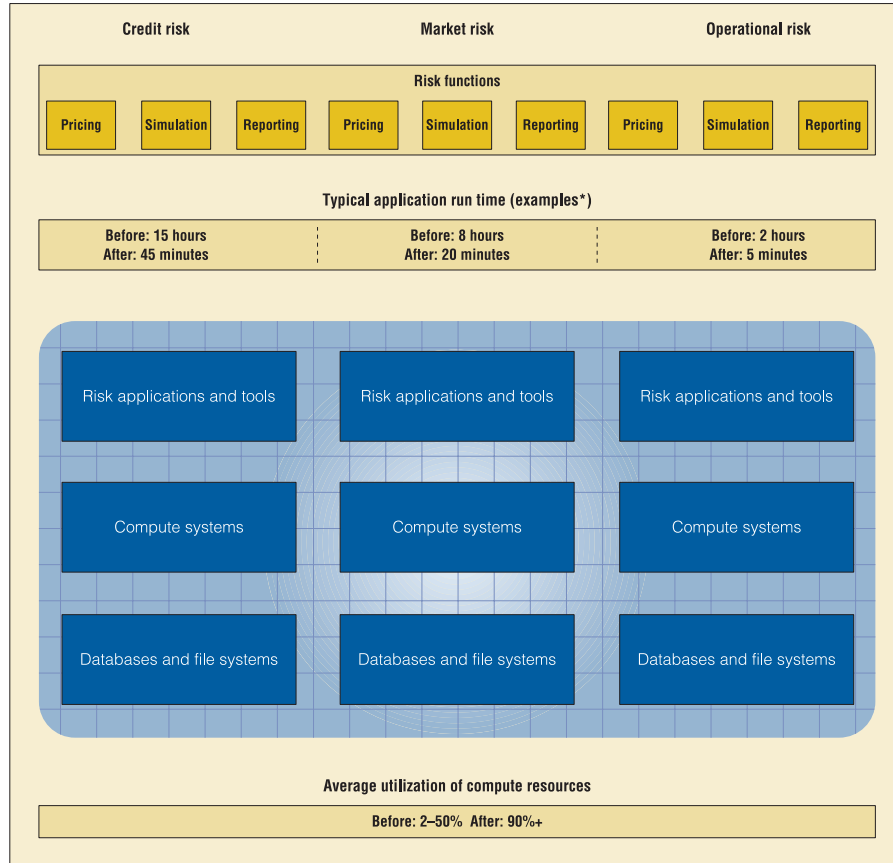 Credit risk Market risk Operational risk
Risk functions
Pricing Simulation Reporting Pricing Simulation Reporting Pricing Simulation Reporting
Typical application run time (examples*)
Before: 15 hours Before: 8 hours Before: 2 hours
After: 45 minutes After: 20 minutes After: 5 minutes
Risk applications and tools Risk applications and tools Risk applications and tools
Compute systems Compute systems Compute systems
Databases and file systems Databases and file systems Databases and file systems
Average utilization of compute resources
Before: 2–50% After: 90%+